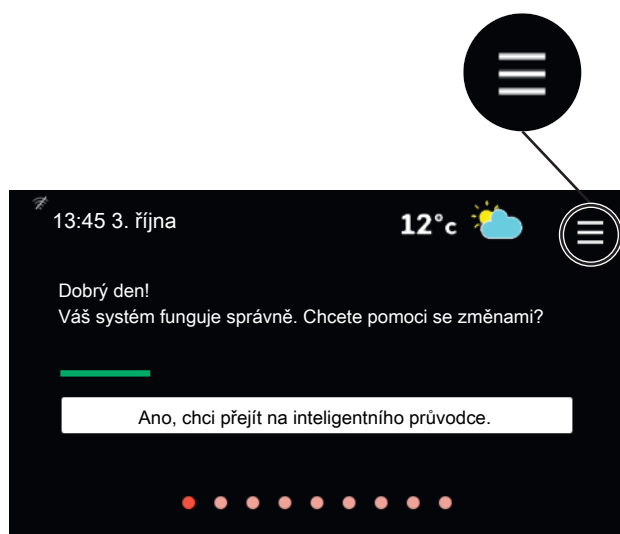 13:45 3. října
12°c
Dobrý den!
Váš systém funguje správně. Chcete pomoci se změnami?
Ano, chci přejít na inteligentního průvodce.